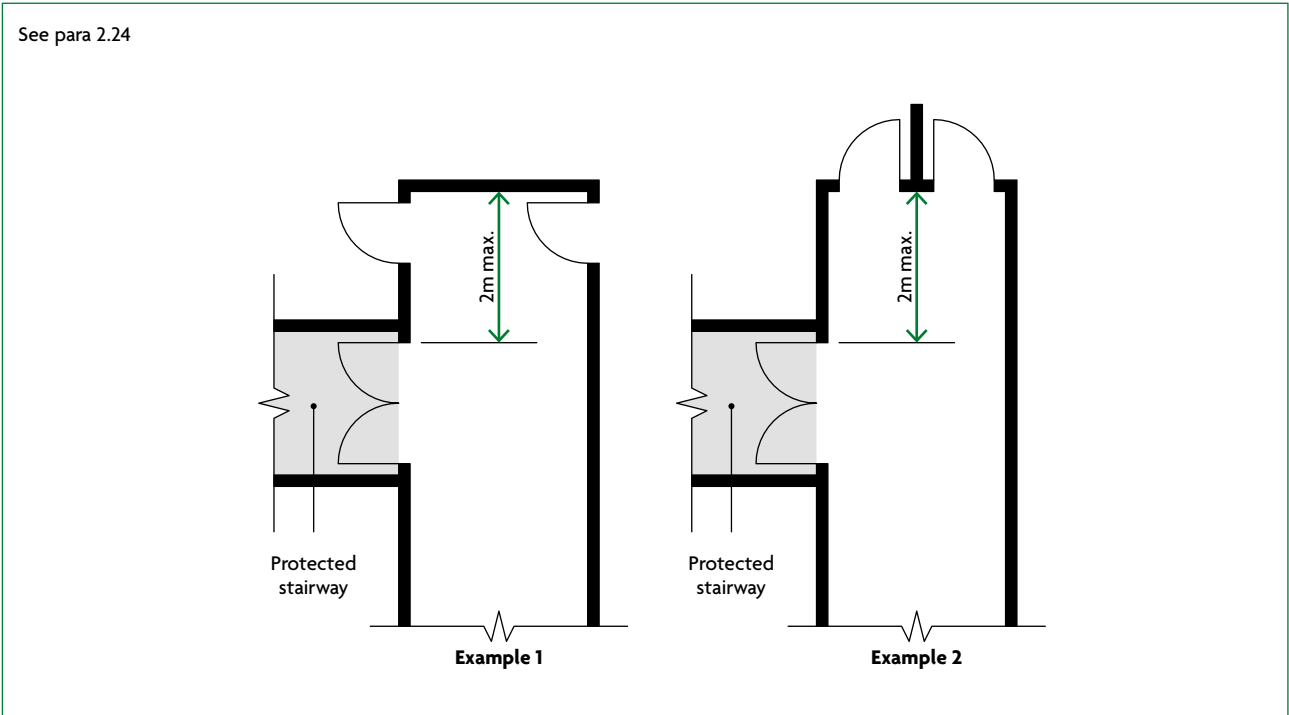 See para 2.24
2m max.
2m max.
Protected
stairway
Protected
stairway
Example 1
Example 2